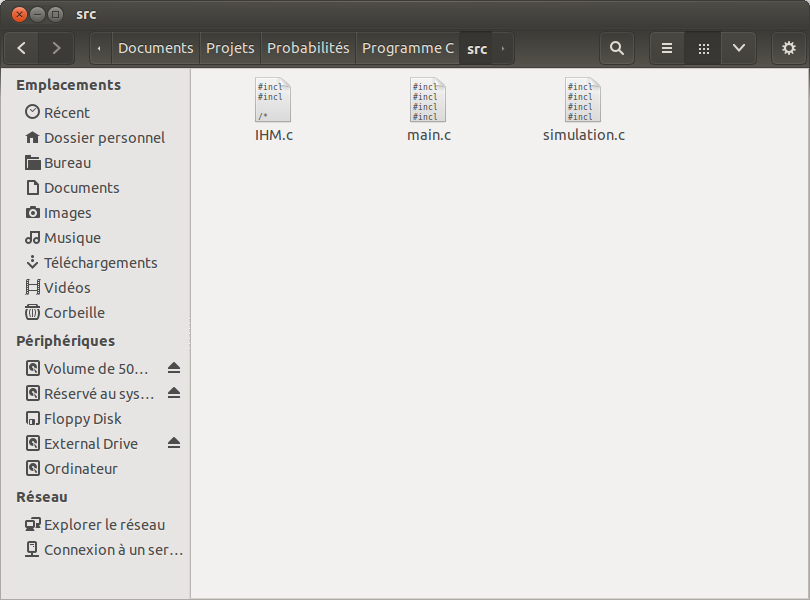 src
Documents Projets Probabilités Programme C src
Emplacements
Récent
Dossier personnel
Bureau
Documents
Images
Musique
Téléchargements
Vidéos
Corbeille
Périphériques
Volume de 50…
Réservé au sys…
Floppy Disk
External Drive
Ordinateur
Réseau
Explorer le réseau
Connexion à un ser…
#incl
#incl
/*
IHM.c
#incl
#incl
#incl
#incl
main.c
#incl
#incl
#incl
#incl
simulation.c